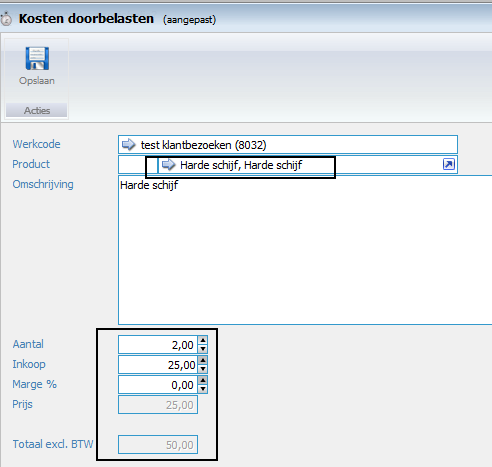 Kosten doorbelasten (aangepast)
Opslaan
Acties
Werkcode test klantbezoeken (8032)
Product Harde schijf, Harde schijf
Omschrijving Harde schijf
Aantal 2,00
Inkoop 25,00
Marge % 0,00
Prijs 25,00
Totaal excl. BTW 50,00